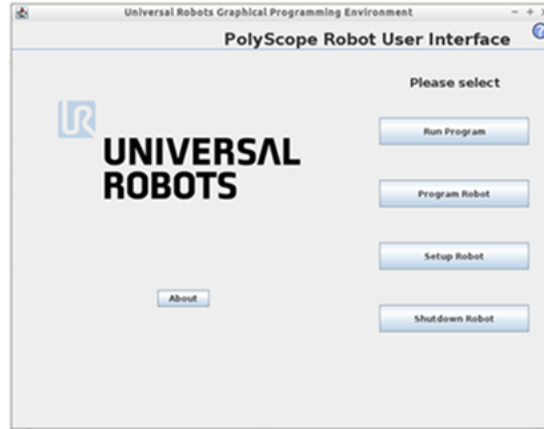 Universal Robots Graphical Programming Environment
PolyScope Robot User Interface
?
Please select
UR
UNIVERSAL
ROBOTS
Run Program
Program Robot
Setup Robot
About
Shutdown Robot